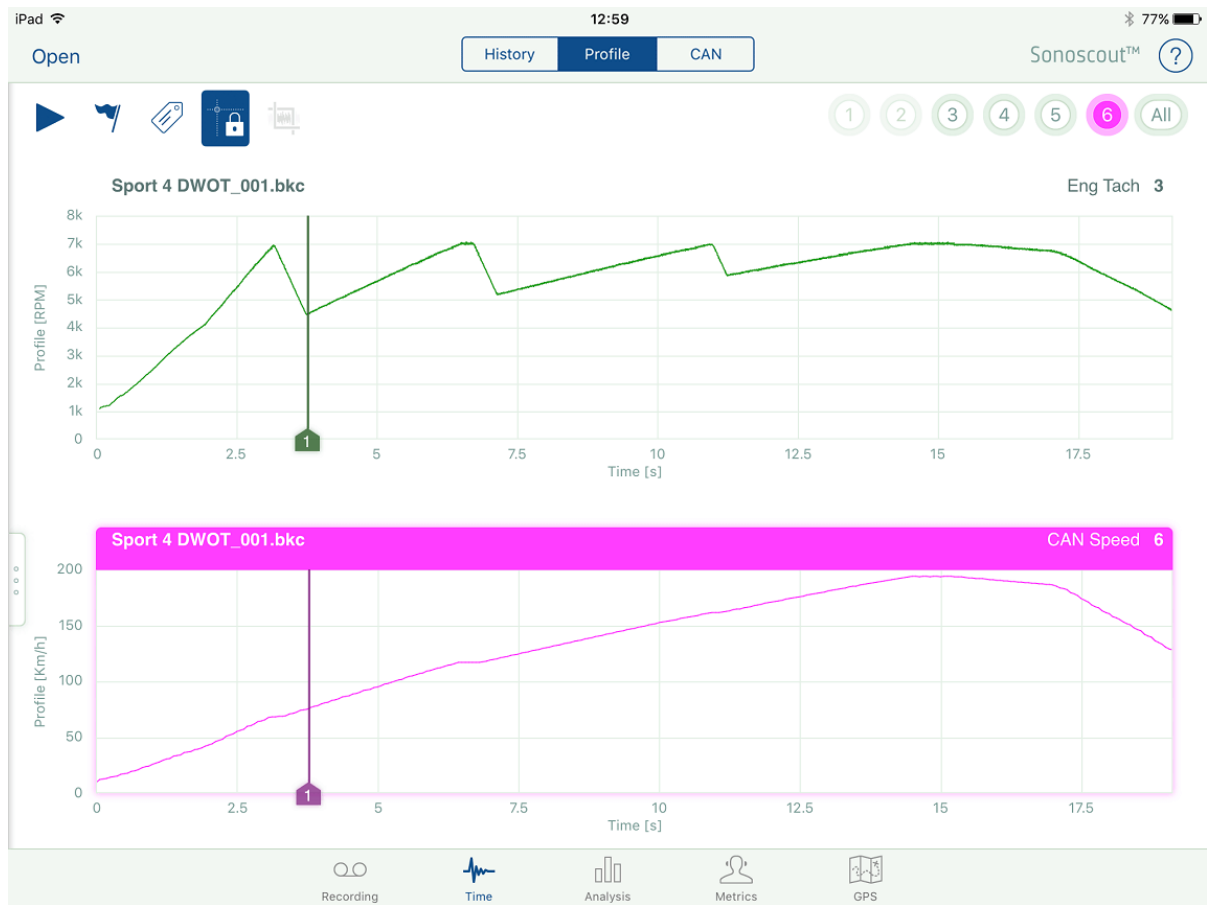 iPad 12:59 77%
Open History Profile CAN Sonoscout™ ?
1 2 3 4 5 6 All
Sport 4 DWOT_001.bkc Eng Tach 3
8k
7k
6k
5k
4k
3k
2k
1k
0
Profile [RPM]
1
0 2.5 5 7.5 10 12.5 15 17.5
Time [s]
Sport 4 DWOT_001.bkc CAN Speed 6
200
150
100
50
0
Profile [Km/h]
1
0 2.5 5 7.5 10 12.5 15 17.5
Time [s]
Recording Time Analysis Metrics GPS